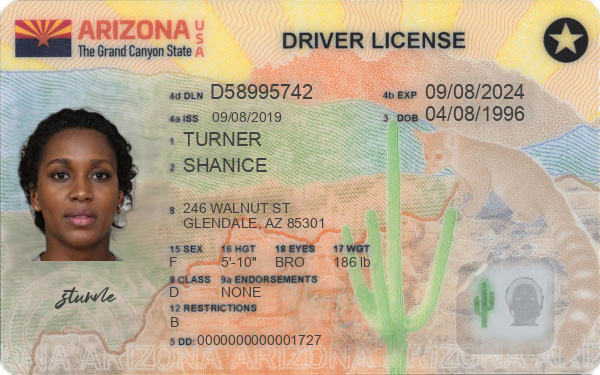 ARIZONA USA
The Grand Canyon State
DRIVER LICENSE
4d DLN D58995742
4b EXP 09/08/2024
4a ISS 09/08/2019
3 DOB 04/08/1996
1 TURNER
2 SHANICE
8 246 WALNUT ST
GLENDALE, AZ 85301
15 SEX 16 HGT 18 EYES 17 WGT
F 5'-10" BRO 186 lb
9 CLASS 9a ENDORSEMENTS
D NONE
12 RESTRICTIONS
B
5 DD: 0000000000001727
ARIZONA ARIZONA ARIZONA ARIZONA